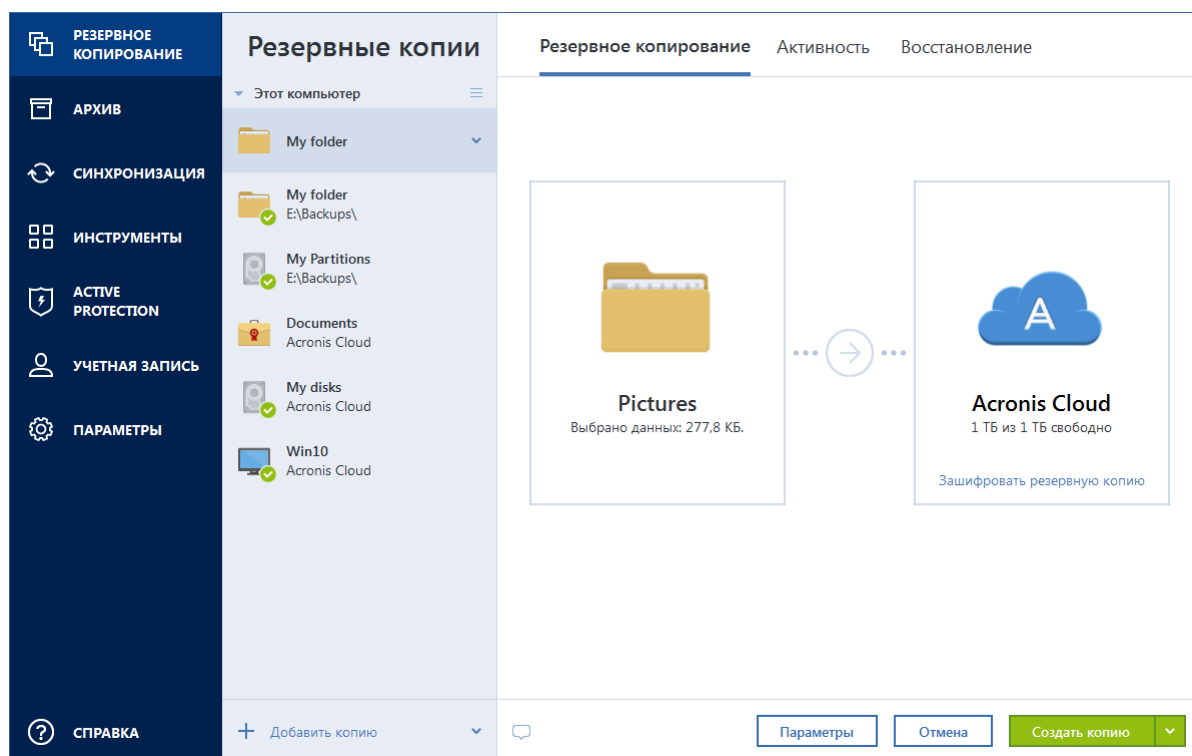 РЕЗЕРВНОЕ
КОПИРОВАНИЕ
АРХИВ
СИНХРОНИЗАЦИЯ
ИНСТРУМЕНТЫ
ACTIVE
PROTECTION
УЧЕТНАЯ ЗАПИСЬ
ПАРАМЕТРЫ
СПРАВКА
Резервные копии
Этот компьютер
My folder
My folder
E:\Backups\
My Partitions
E:\Backups\
Documents
Acronis Cloud
My disks
Acronis Cloud
Win10
Acronis Cloud
Добавить копию
Резервное копирование Активность Восстановление
Pictures
Выбрано данных: 277,8 КБ.
A
Acronis Cloud
1 ТБ из 1 ТБ свободно
Зашифровать резервную копию
Параметры Отмена Создать копию